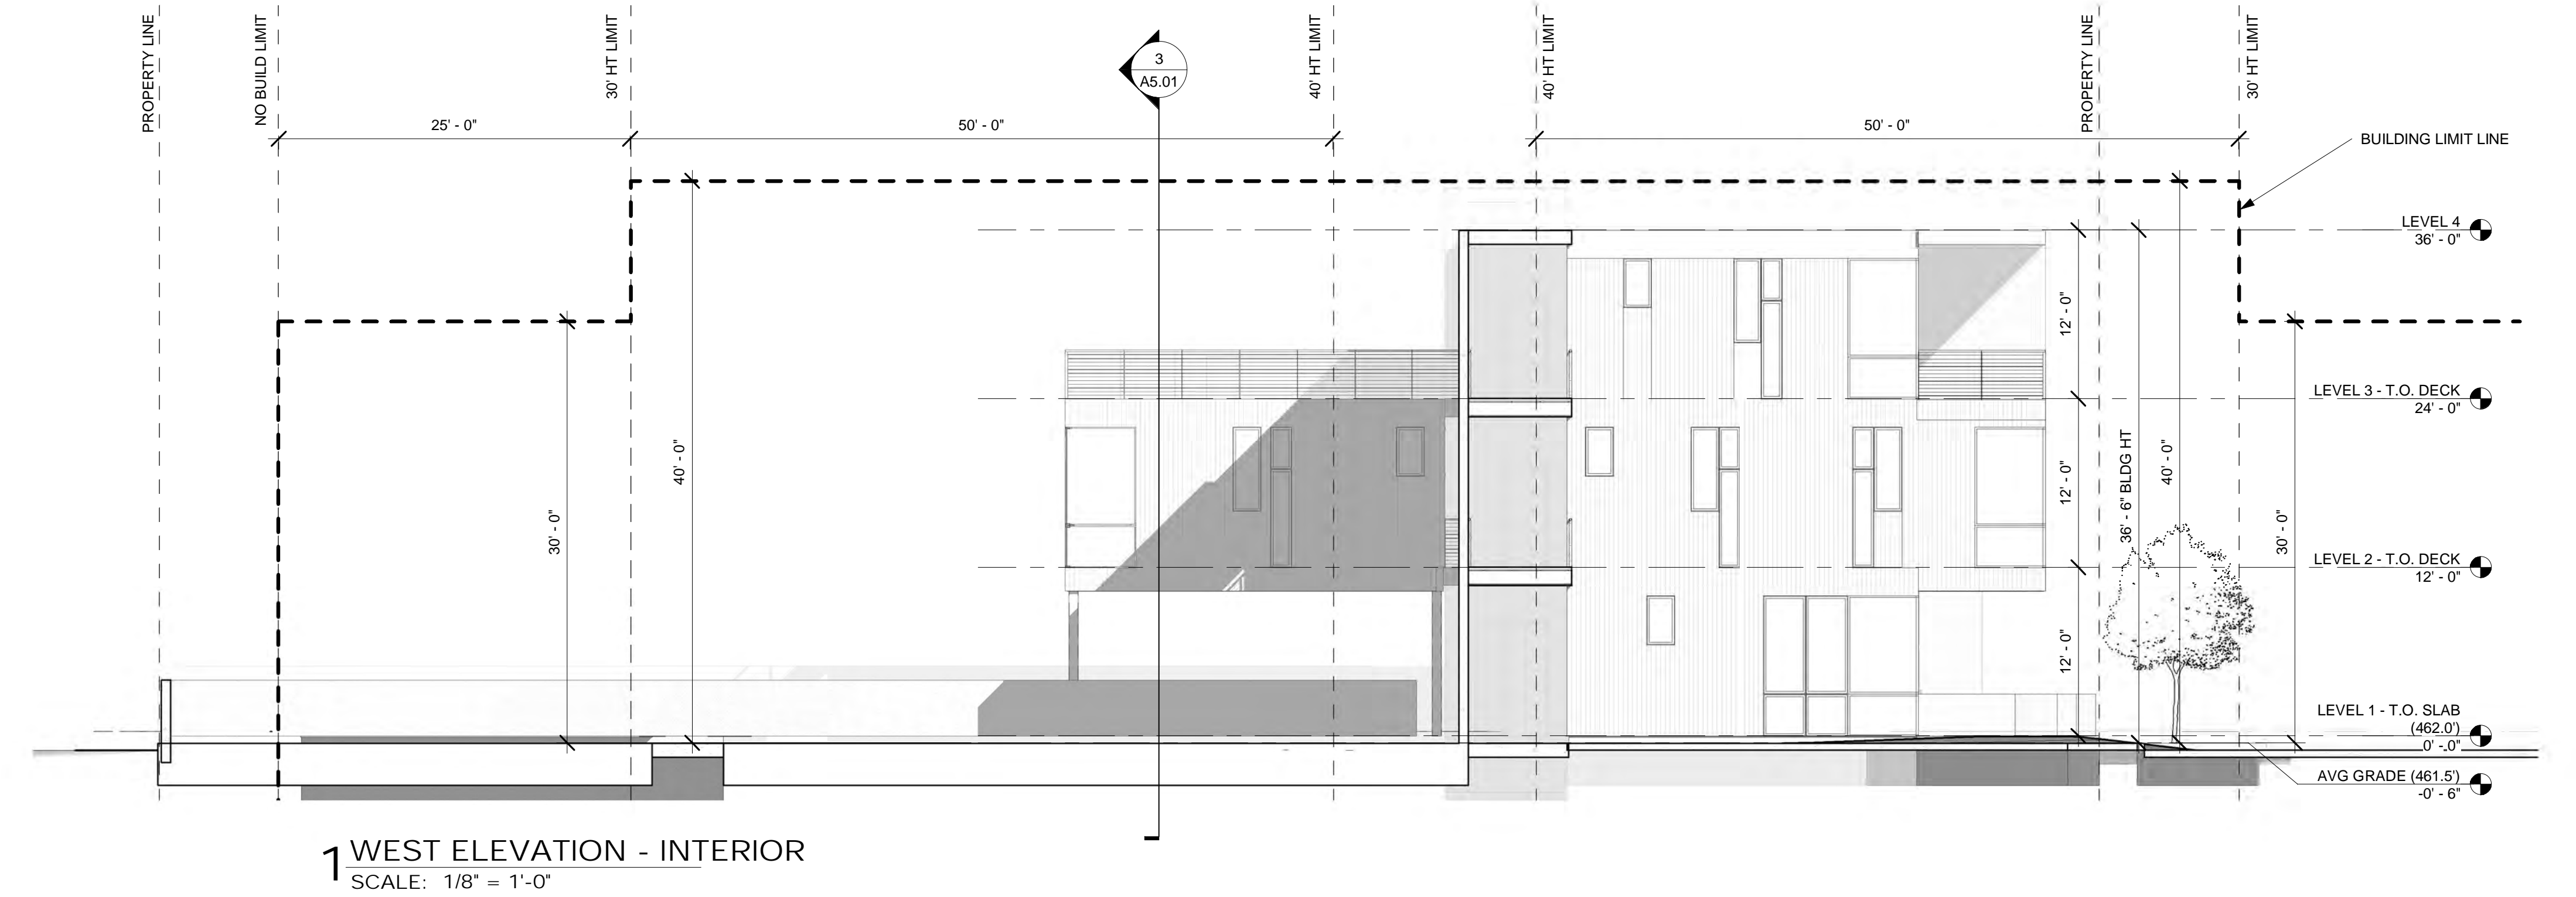 PROPERTY LINE
NO BUILD LIMIT
30' HT LIMIT
3
A5.01
40' HT LIMIT
40' HT LIMIT
PROPERTY LINE
30' HT LIMIT
25' - 0"
50' - 0"
50' - 0"
BUILDING LIMIT LINE
LEVEL 4
36' - 0"
12' - 0"
LEVEL 3 - T.O. DECK
24' - 0"
40' - 0"
30' - 0"
12' - 0"
36' - 6" BLDG HT
40' - 0"
30' - 0"
LEVEL 2 - T.O. DECK
12' - 0"
12' - 0"
LEVEL 1 - T.O. SLAB
(462.0')
0' - 0"
AVG GRADE (461.5')
-0' - 6"
1 WEST ELEVATION - INTERIOR
SCALE: 1/8" = 1'-0"